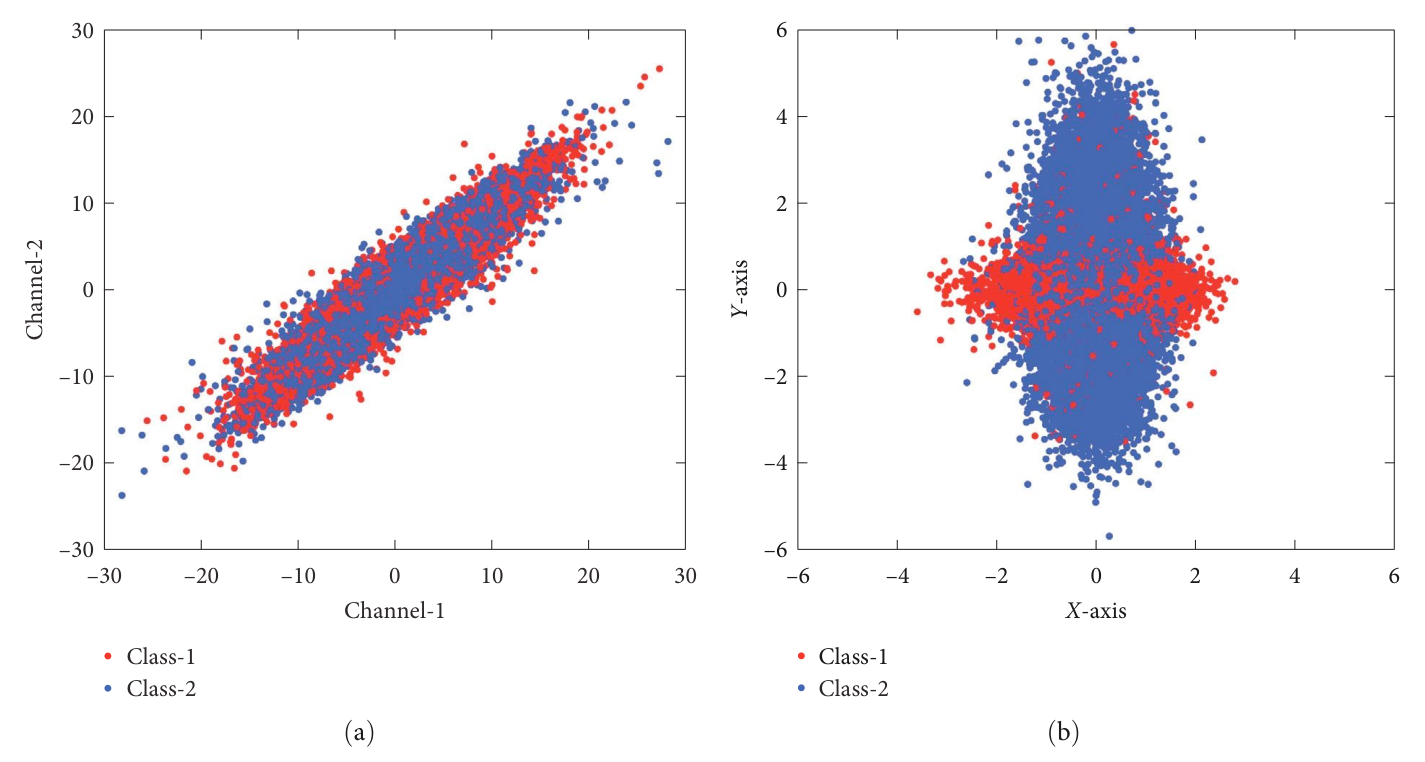 30
20
10
0
–10
–20
–30
Channel-2
–30 –20 –10 0 10 20 30
Channel-1
Class-1
Class-2
(a)
6
4
2
0
–2
–4
–6
Y-axis
–6 –4 –2 0 2 4 6
X-axis
Class-1
Class-2
(b)